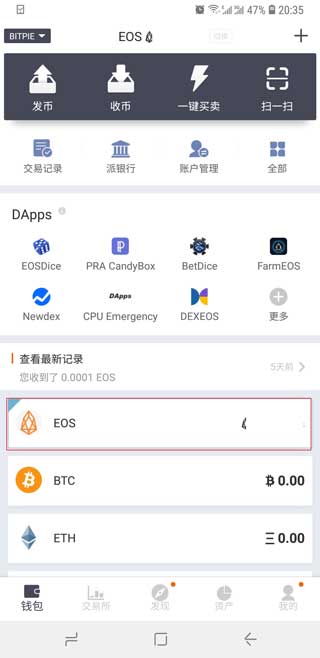 47% 20:35
BITPIE EOS 切换
发币 收币 一键买卖 扫一扫
交易记录 派银行 账户管理 全部
DApps
EOSDice PRA CandyBox BetDice FarmEOS
DApps
Newdex CPU Emergency DEXEOS 更多
查看最新记录
您收到了 0.0001 EOS 5天前
EOS
BTC 0.00
ETH 0.00
钱包 交易所 发现 资产 我的